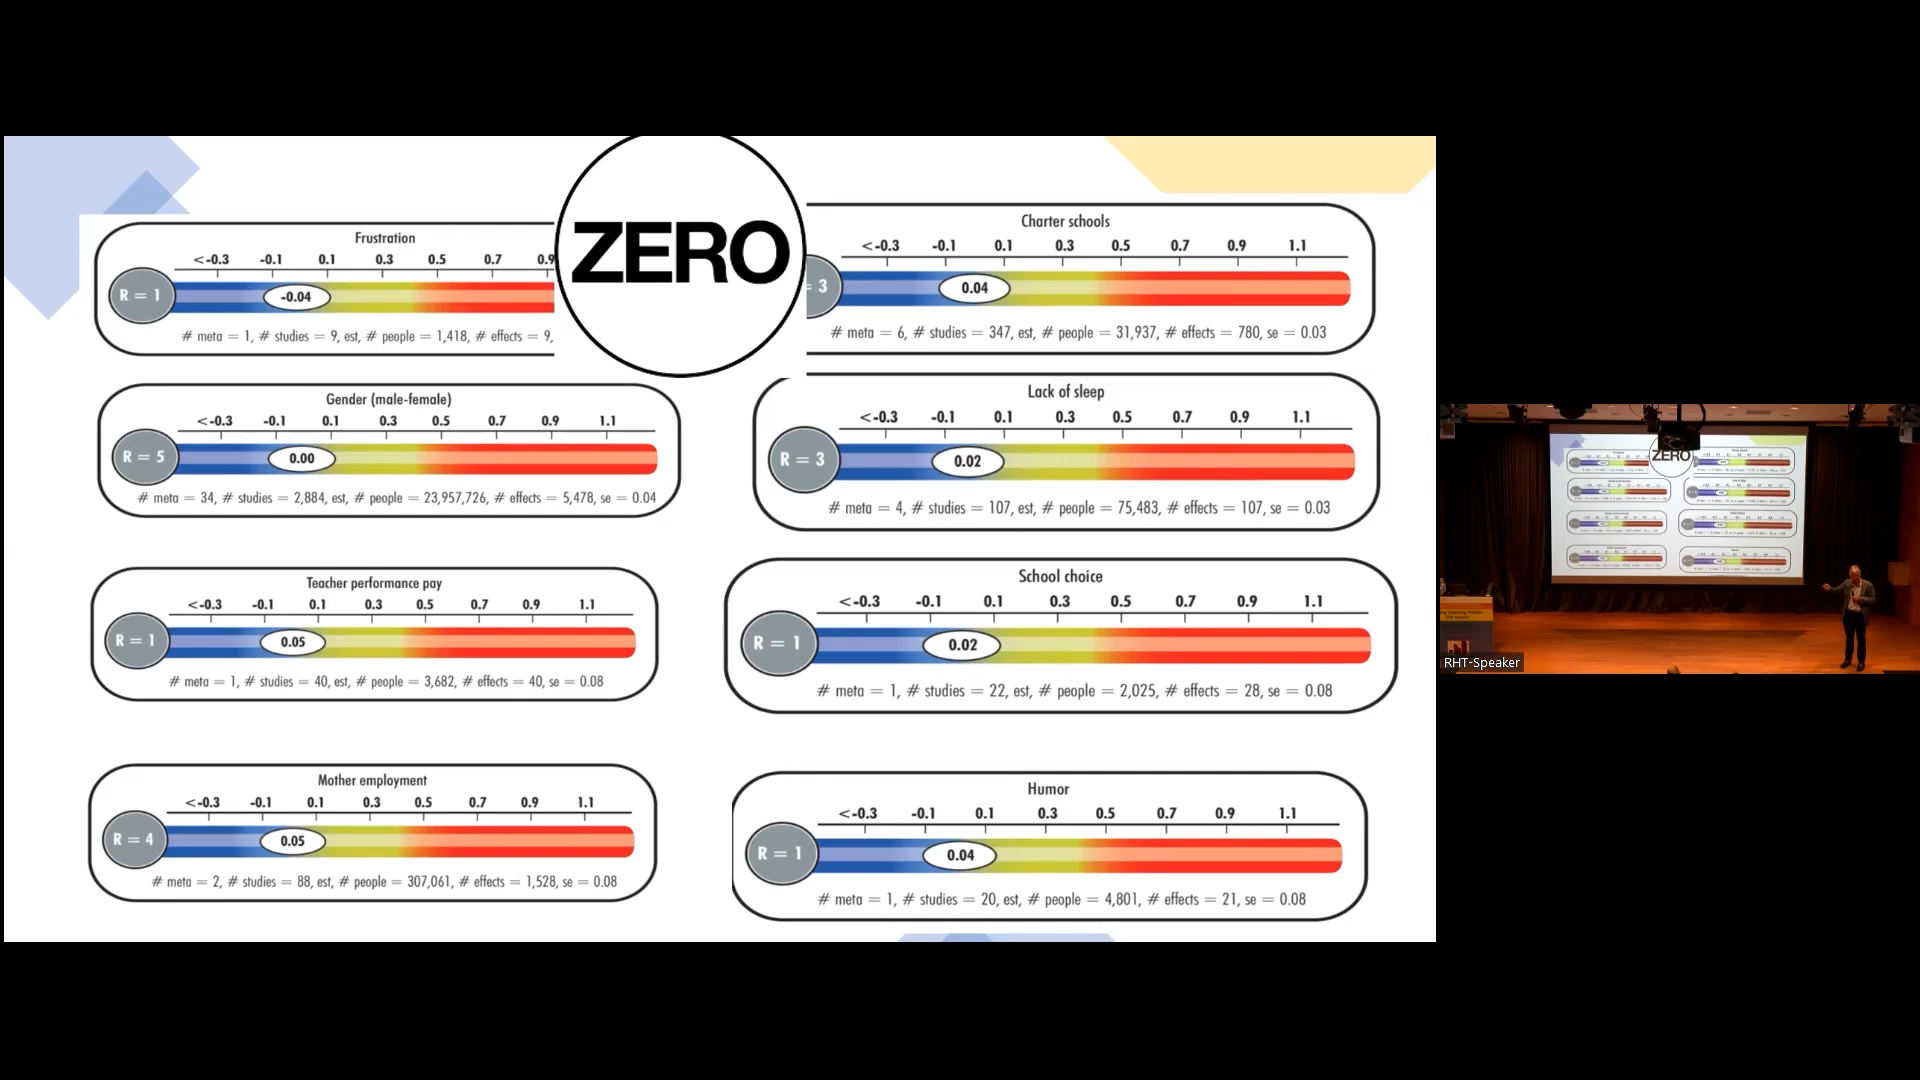 ZERO
Frustration
<-0.3 -0.1 0.1 0.3 0.5 0.7 0.9
R = 1
-0.04
# meta = 1, # studies = 9, est, # people = 1,418, # effects = 9,
Charter schools
<-0.3 -0.1 0.1 0.3 0.5 0.7 0.9 1.1
= 3
0.04
# meta = 6, # studies = 347, est, # people = 31,937, # effects = 780, se = 0.03
Gender (male-female)
<-0.3 -0.1 0.1 0.3 0.5 0.7 0.9 1.1
R = 5
0.00
# meta = 34, # studies = 2,884, est, # people = 23,957,726, # effects = 5,478, se = 0.04
Lack of sleep
<-0.3 -0.1 0.1 0.3 0.5 0.7 0.9 1.1
R = 3
0.02
# meta = 4, # studies = 107, est, # people = 75,483, # effects = 107, se = 0.03
Teacher performance pay
<-0.3 -0.1 0.1 0.3 0.5 0.7 0.9 1.1
R = 1
0.05
# meta = 1, # studies = 40, est, # people = 3,682, # effects = 40, se = 0.08
School choice
<-0.3 -0.1 0.1 0.3 0.5 0.7 0.9 1.1
R = 1
0.02
# meta = 1, # studies = 22, est, # people = 2,025, # effects = 28, se = 0.08
Mother employment
<-0.3 -0.1 0.1 0.3 0.5 0.7 0.9 1.1
R = 4
0.05
# meta = 2, # studies = 88, est, # people = 307,061, # effects = 1,528, se = 0.08
Humor
<-0.3 -0.1 0.1 0.3 0.5 0.7 0.9 1.1
R = 1
0.04
# meta = 1, # studies = 20, est, # people = 4,801, # effects = 21, se = 0.08
ZERO
RHT-Speaker